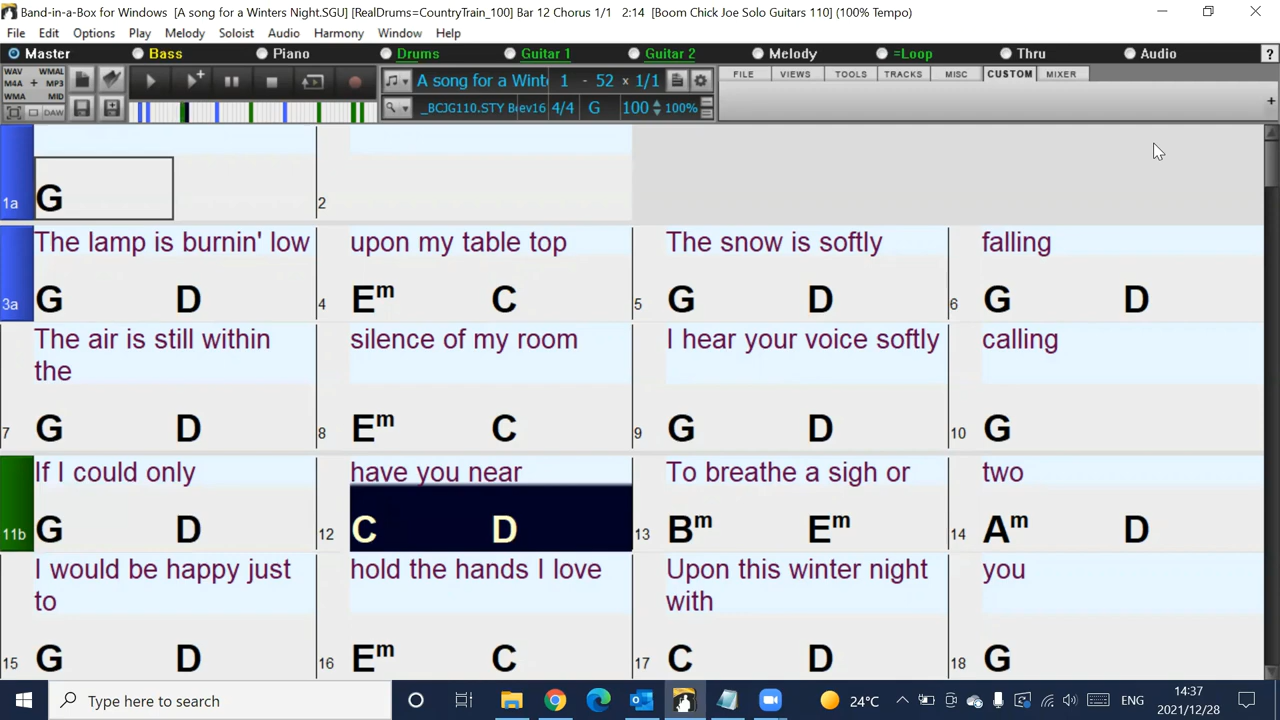 Band-in-a-Box for Windows [A song for a Winters Night.SGU] [RealDrums=CountryTrain_100] Bar 12 Chorus 1/1 2:14 [Boom Chick Joe Solo Guitars 110] (100% Tempo)
File Edit Options Play Melody Soloist Audio Harmony Window Help
Master Bass Piano Drums Guitar 1 Guitar 2 Melody =Loop Thru Audio ?
WAV WMAL
M4A + MP3
WMA MID
DAW
A song for a Wint 1 - 52 x 1/1
4/4 G 100 100%
FILE VIEWS TOOLS TRACKS MISC CUSTOM MIXER
+
1a G 2
The lamp is burnin' low upon my table top The snow is softly falling
3a G D 4 Em C 5 G D 6 G D
The air is still within silence of my room I hear your voice softly calling
the
7 G D 8 Em C 9 G D 10 G
If I could only have you near To breathe a sigh or two
11b G D 12 C D 13 Bm Em 14 Am D
I would be happy just hold the hands I love Upon this winter night you
to with
15 G D 16 Em C 17 C D 18 G
Type here to search
24°C ENG 14:37
2021/12/28